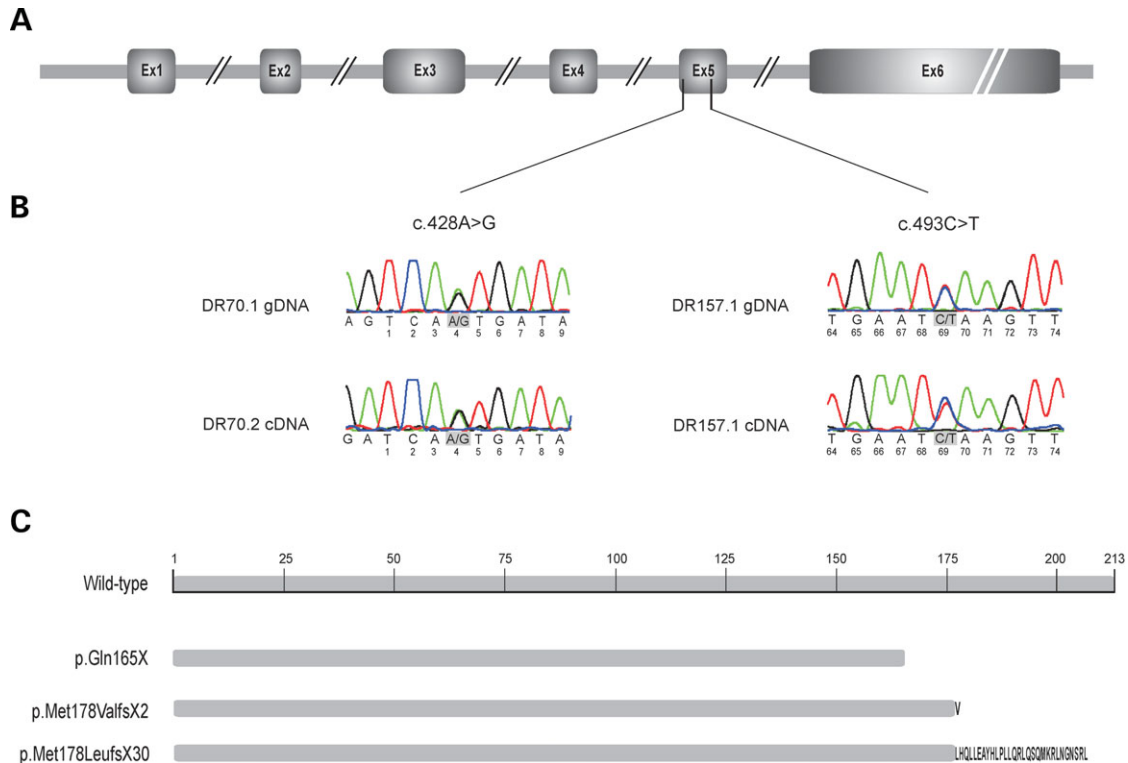 A
Ex1 Ex2 Ex3 Ex4 Ex5 Ex6
B
c.428A>G c.493C>T
DR70.1 gDNA
A G T C A A/G T G A T A
1 2 3 4 5 6 7 8 9
DR157.1 gDNA
T G A A T C/T A A G T T
64 65 66 67 68 69 70 71 72 73 74
DR70.2 cDNA
G A T C A A/G T G A T A
1 2 3 4 5 6 7 8 9
DR157.1 cDNA
T G A A T C/T A A G T T
64 65 66 67 68 69 70 71 72 73 74
C
1 25 50 75 100 125 150 175 200 213
Wild-type
p.Gln165X
p.Met178ValfsX2 V
p.Met178LeufsX30 LHQLLEAYHLPLLQRLQSQMKRLNGNSRL